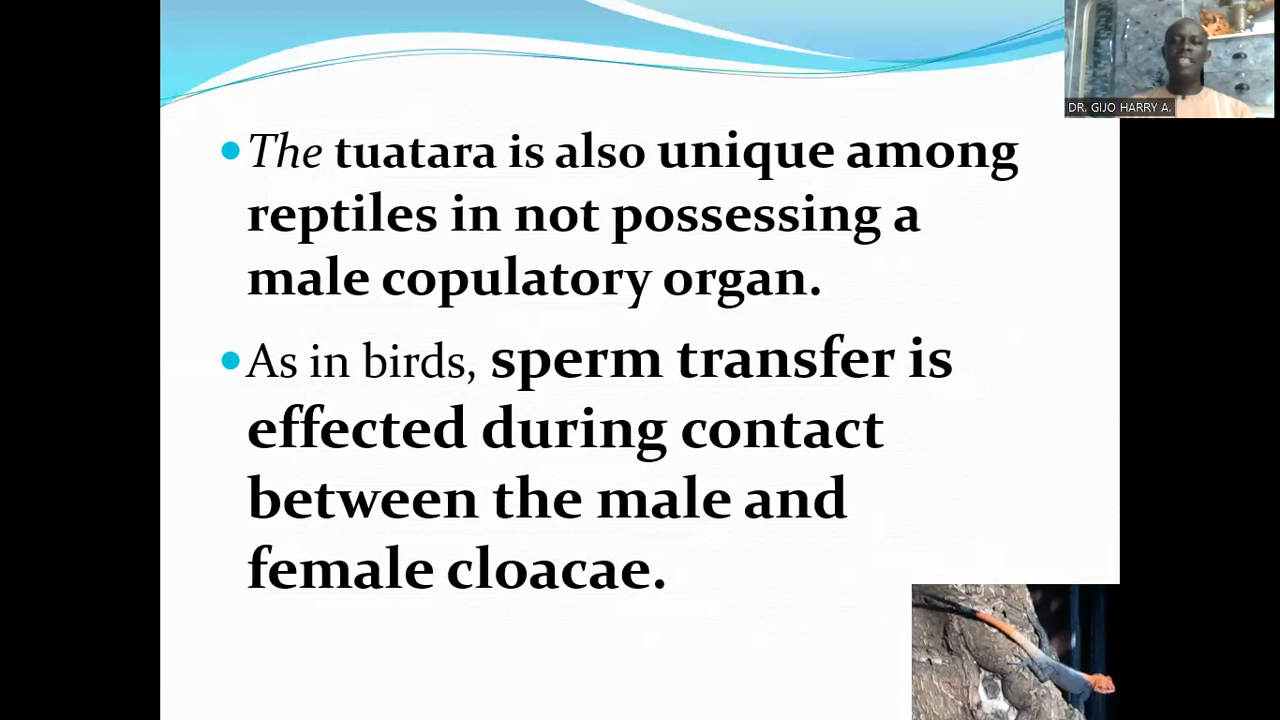 DR. GIJO HARRY A.
•The tuatara is also unique among
reptiles in not possessing a
male copulatory organ.
•As in birds, sperm transfer is
effected during contact
between the male and
female cloacae.